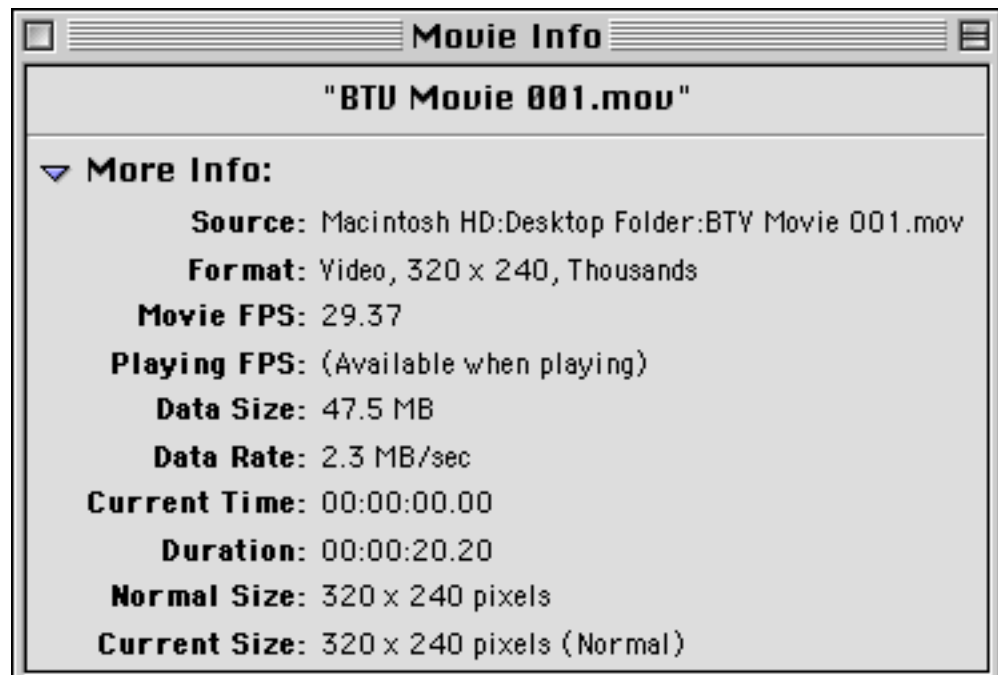 Movie Info
"BTV Movie 001.mov"
More Info:
Source: Macintosh HD:Desktop Folder:BTV Movie 001.mov
Format: Video, 320 x 240, Thousands
Movie FPS: 29.37
Playing FPS: (Available when playing)
Data Size: 47.5 MB
Data Rate: 2.3 MB/sec
Current Time: 00:00:00.00
Duration: 00:00:20.20
Normal Size: 320 x 240 pixels
Current Size: 320 x 240 pixels (Normal)